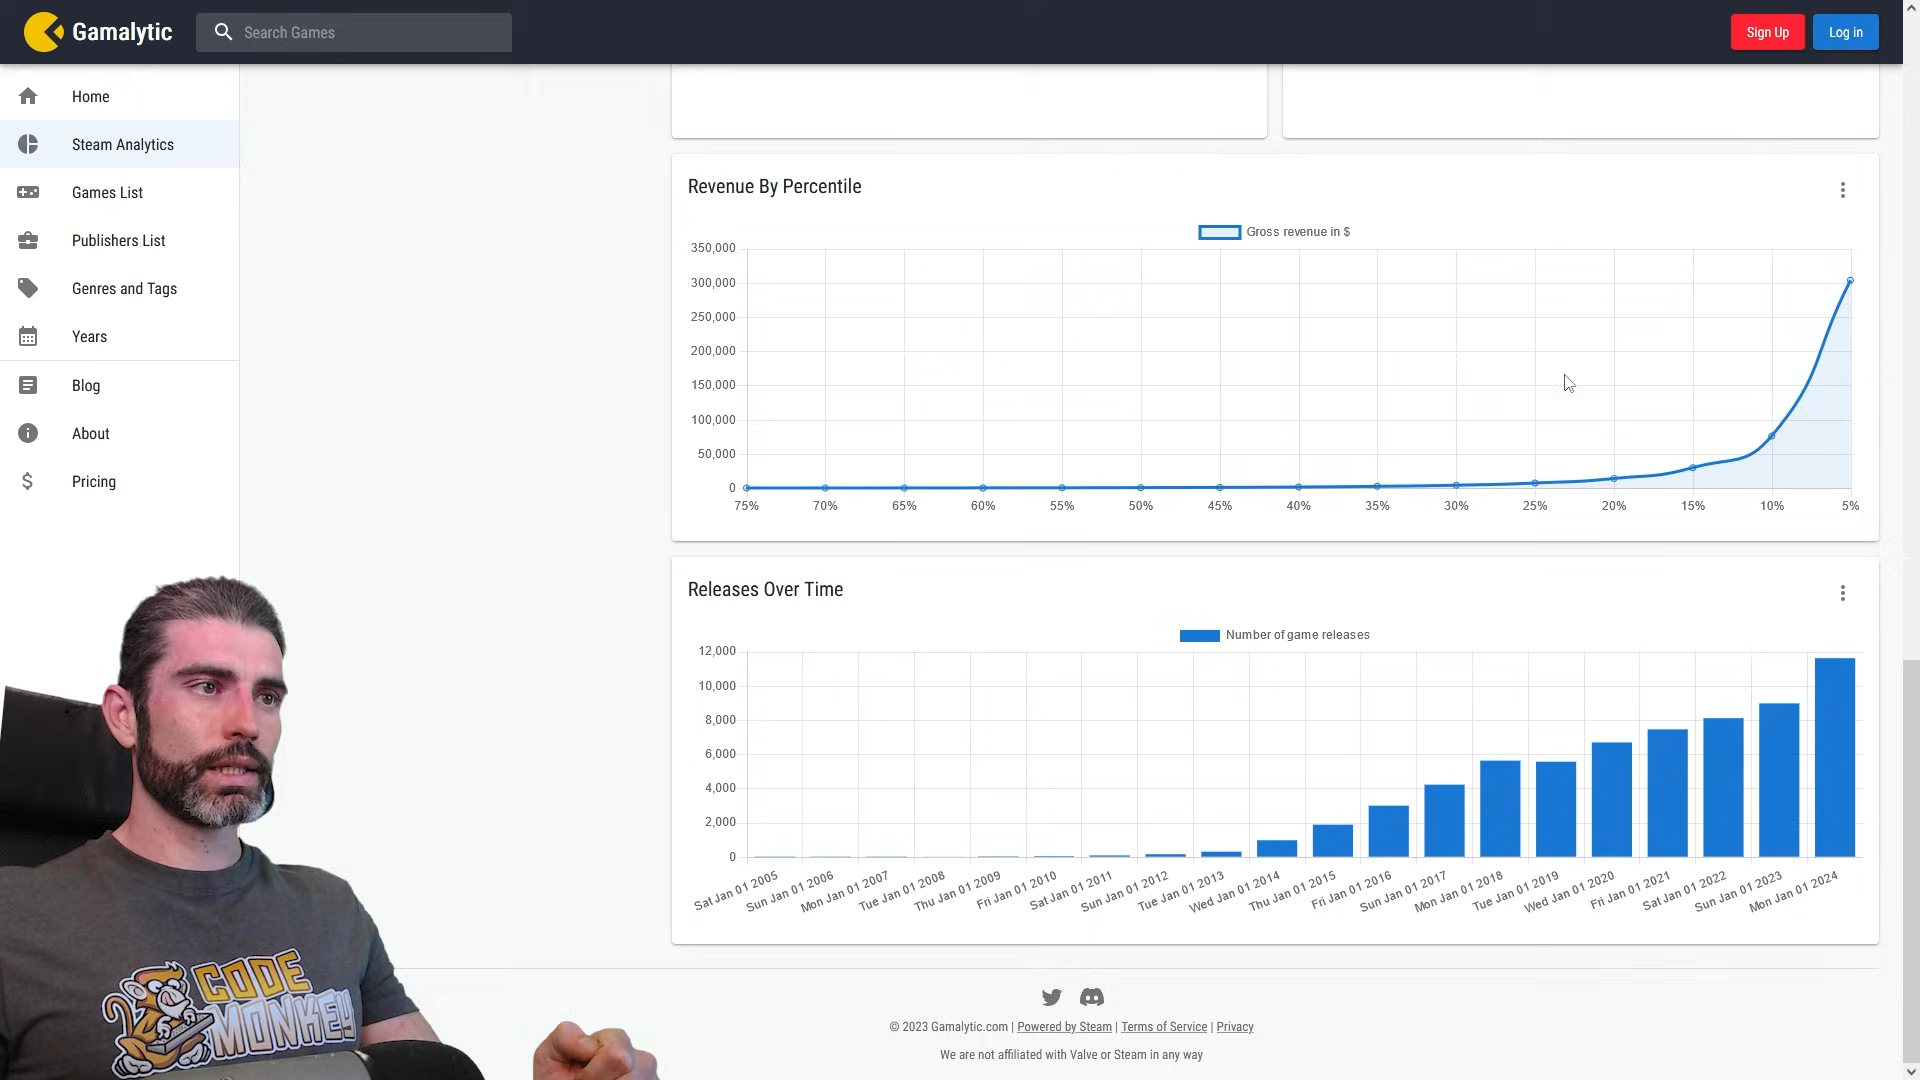 Gamalytic
Search Games
Sign Up
Log in
Home
Steam Analytics
Games List
Publishers List
Genres and Tags
Years
Blog
About
Pricing
Revenue By Percentile
Gross revenue in $
350,000
300,000
250,000
200,000
150,000
100,000
50,000
0
75% 70% 65% 60% 55% 50% 45% 40% 35% 30% 25% 20% 15% 10% 5%
Releases Over Time
Number of game releases
12,000
10,000
8,000
6,000
4,000
2,000
0
Sat Jan 01 2005 Sun Jan 01 2006 Mon Jan 01 2007 Tue Jan 01 2008 Thu Jan 01 2009 Fri Jan 01 2010 Sat Jan 01 2011 Sun Jan 01 2012 Tue Jan 01 2013 Wed Jan 01 2014 Thu Jan 01 2015 Fri Jan 01 2016 Sun Jan 01 2017 Mon Jan 01 2018 Tue Jan 01 2019 Wed Jan 01 2020 Fri Jan 01 2021 Sat Jan 01 2022 Sun Jan 01 2023 Mon Jan 01 2024
CODE
MONKEY
© 2023 Gamalytic.com | Powered by Steam | Terms of Service | Privacy
We are not affiliated with Valve or Steam in any way